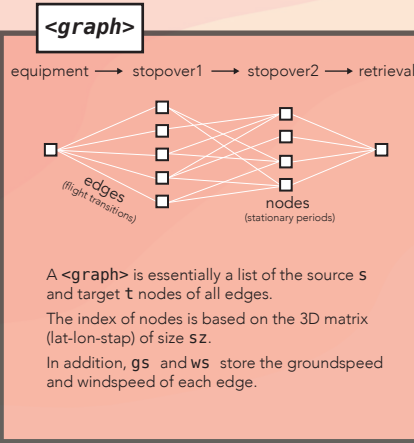 <graph>
equipment → stopover1 → stopover2 → retrieval
edges
(flight transitions)
nodes
(stationary periods)
A <graph> is essentially a list of the source s
and target t nodes of all edges.
The index of nodes is based on the 3D matrix
(lat-lon-stap) of size sz.
In addition, gs and ws store the groundspeed
and windspeed of each edge.